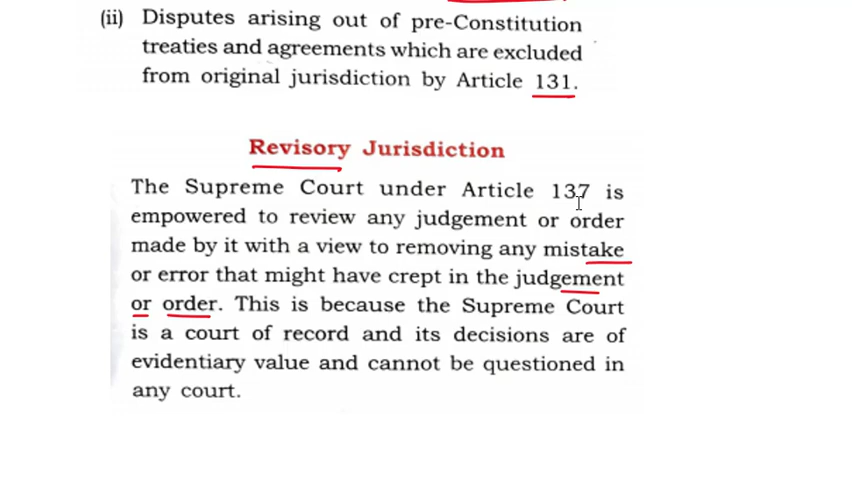 (ii) Disputes arising out of pre-Constitution
treaties and agreements which are excluded
from original jurisdiction by Article 131.
Revisory Jurisdiction
The Supreme Court under Article 137 is
empowered to review any judgement or order
made by it with a view to removing any mistake
or error that might have crept in the judgement
or order. This is because the Supreme Court
is a court of record and its decisions are of
evidentiary value and cannot be questioned in
any court.